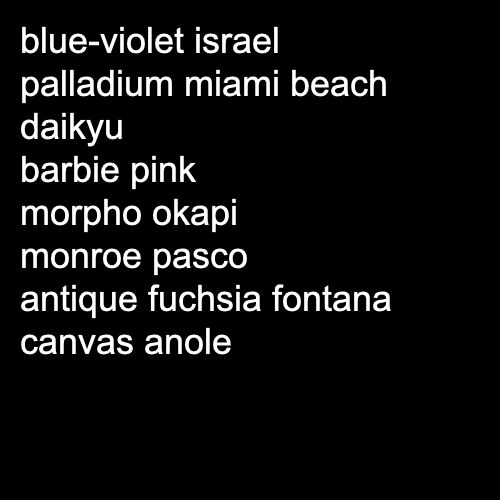 blue-violet israel
palladium miami beach
daikyu
barbie pink
morpho okapi
monroe pasco
antique fuchsia fontana
canvas anole